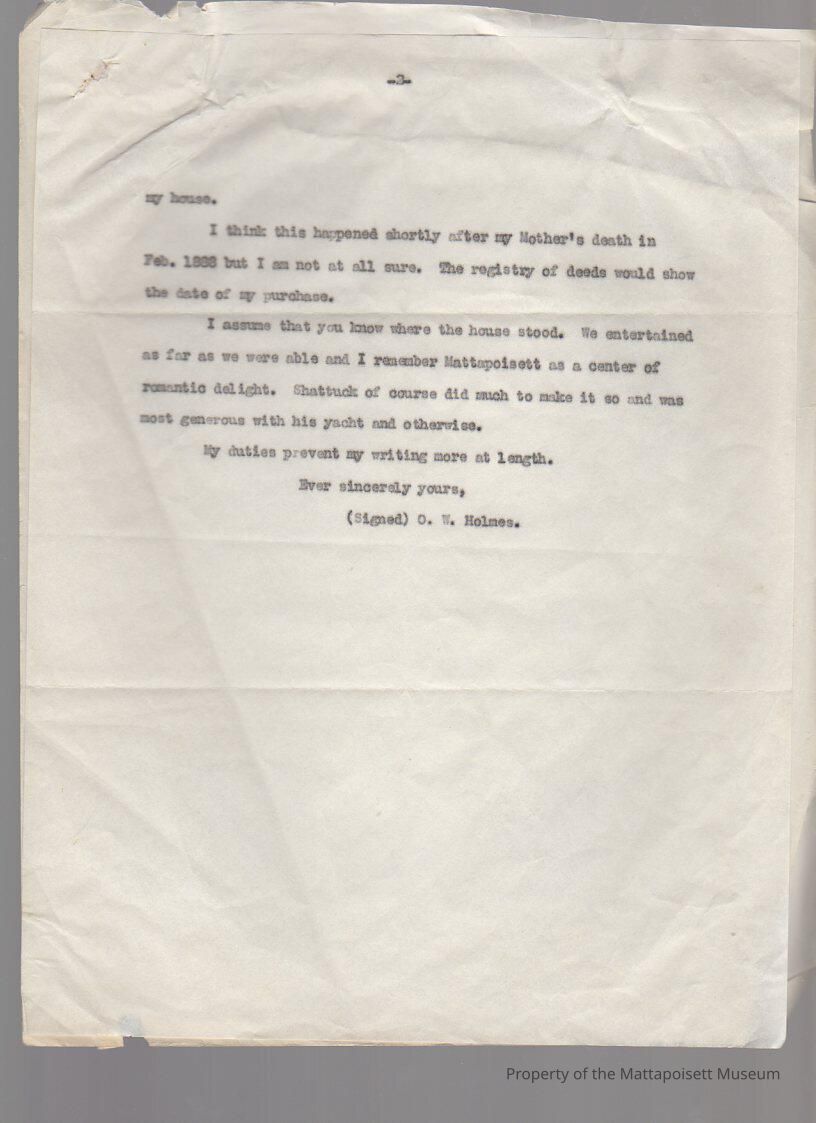 -2-
my house.
I think this happened shortly after my Mother's death in
Feb. 1888 but I am not at all sure. The registry of deeds would show
the date of my purchase.
I assume that you know where the house stood. We entertained
as far as we were able and I remember Mattapoisett as a center of
romantic delight. Shattuck of course did much to make it so and was
most generous with his yacht and otherwise.
My duties prevent my writing more at length.
Ever sincerely yours,
(Signed) O. W. Holmes.
Property of the Mattapoisett Museum